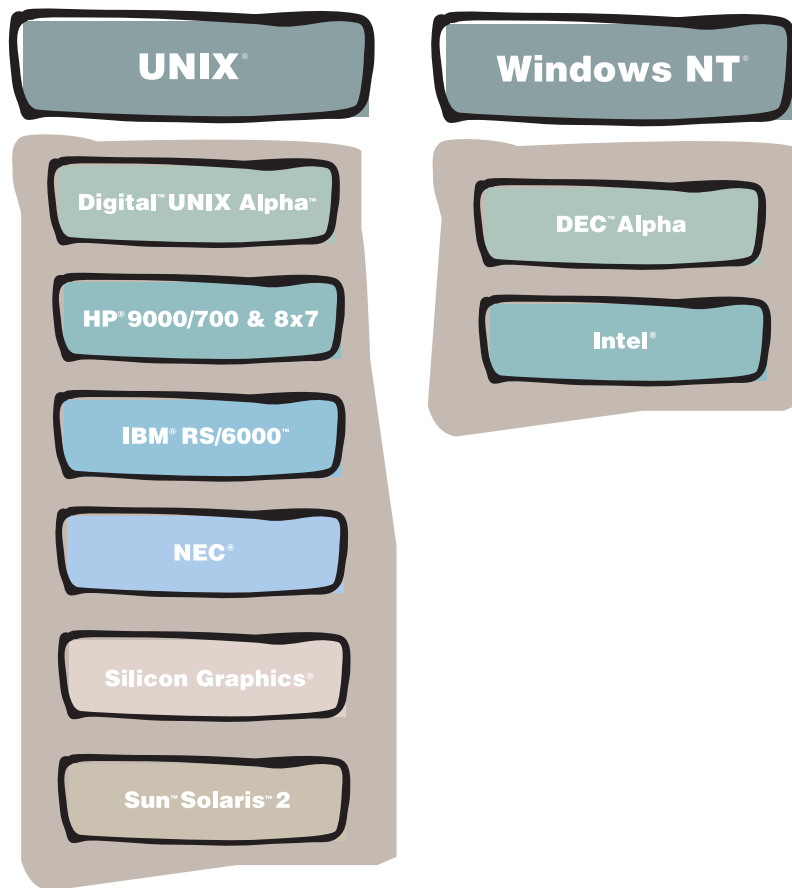 UNIX®
Digital™ UNIX Alpha™
HP® 9000/700 & 8x7
IBM® RS/6000™
NEC®
Silicon Graphics®
Sun™ Solaris™ 2
Windows NT®
DEC™ Alpha
Intel®